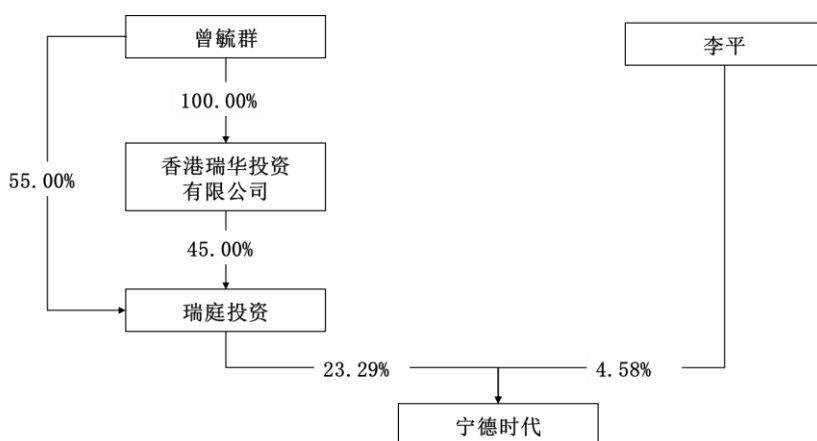 曾毓群
李平
100.00%
香港瑞华投资
有限公司
55.00%
45.00%
瑞庭投资
23.29%
4.58%
宁德时代